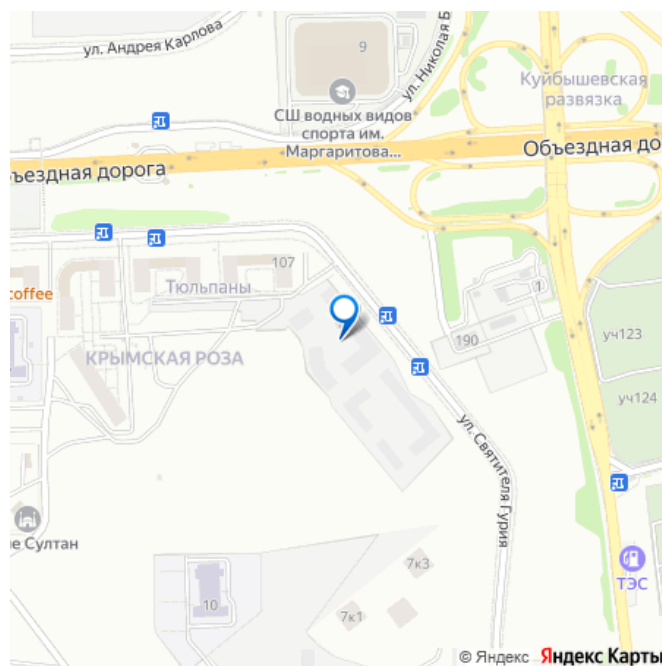 ул. Андрея Карлова
9
ул. Николая Б
СШ водных видов
спорта им.
Маргаритова...
Куйбышевская
развязка
ъездная дорога
Объездная до
107
Тюльпаны
coffee
1
190
уч123
КРЫМСКАЯ РОЗА
уч124
ул. Святителя Гурия
е Султан
7к3
ТЭС
10
7к1
© Яндекс Яндекс Карты